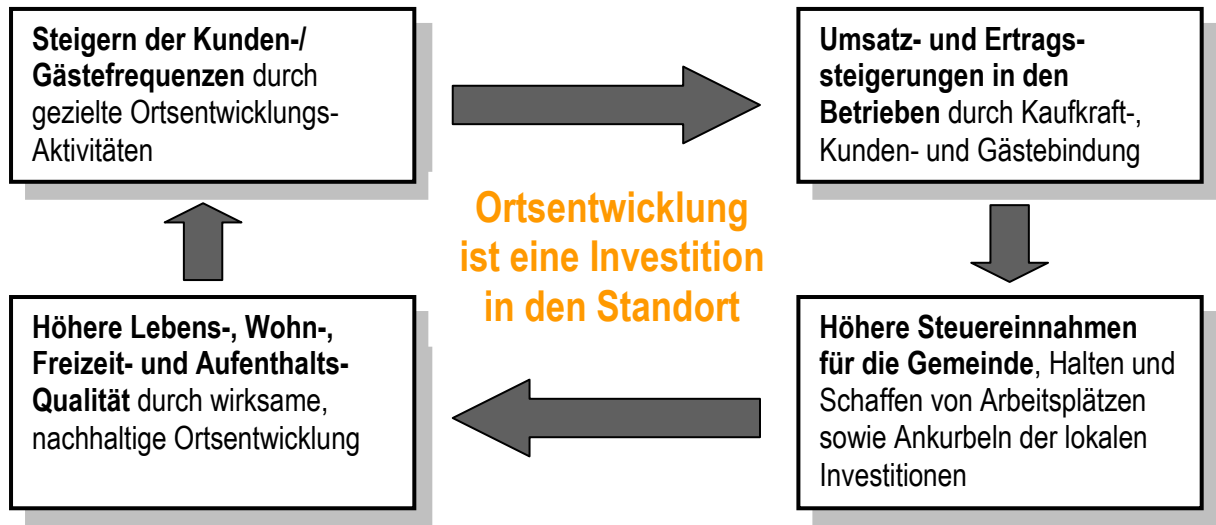 Steigern der Kunden-/
Gästefrequenzen durch
gezielte Ortsentwicklungs-
Aktivitäten
Umsatz- und Ertrags-
steigerungen in den
Betrieben durch Kaufkraft-,
Kunden- und Gästebindung
Ortsentwicklung
ist eine Investition
in den Standort
Höhere Lebens-, Wohn-,
Freizeit- und Aufenthalts-
Qualität durch wirksame,
nachhaltige Ortsentwicklung
Höhere Steuereinnahmen
für die Gemeinde, Halten und
Schaffen von Arbeitsplätzen
sowie Ankurbeln der lokalen
Investitionen